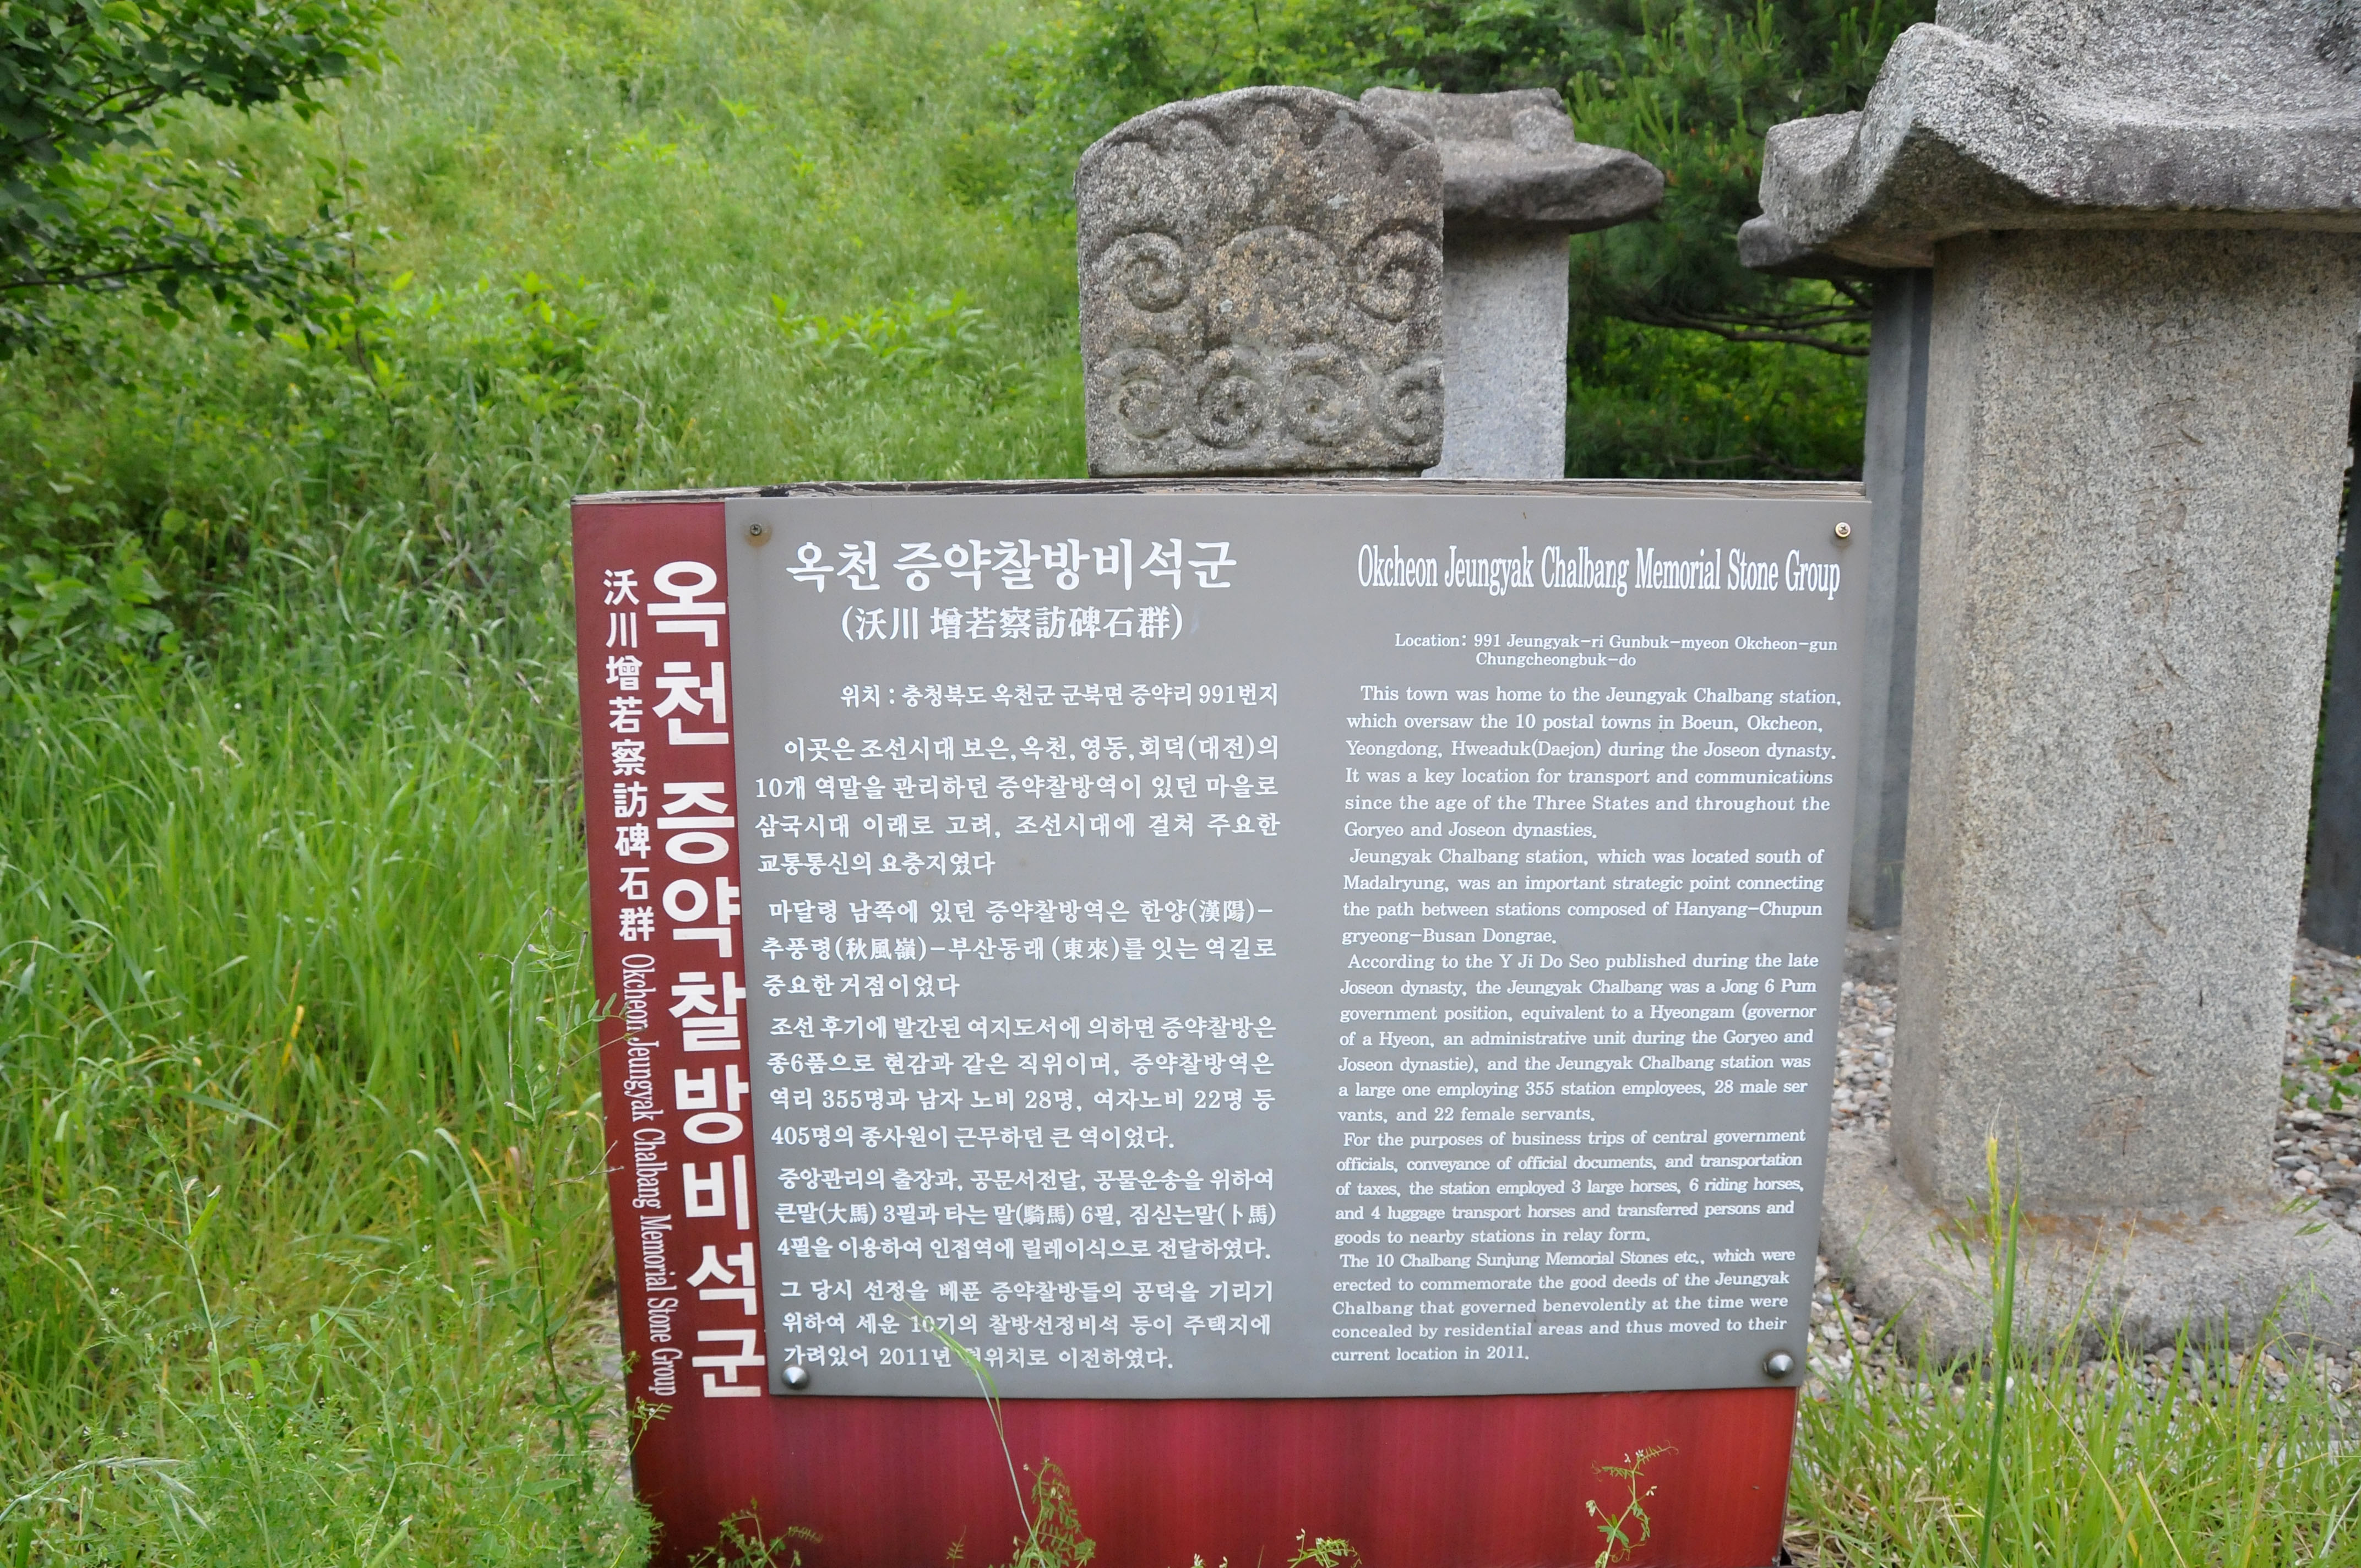 沃川增若察訪碑石群 Okcheon Jeungyak Chalbang Memorial Stone Group
옥천 증약찰방비석군
옥천 증약찰방비석군
(沃川 增若察訪碑石群)
위치 : 충청북도 옥천군 군북면 증약리 991번지
이곳은 조선시대 보은, 옥천, 영동, 회덕(대전)의
10개 역말을 관리하던 증약찰방역이 있던 마을로
삼국시대 이래로 고려, 조선시대에 걸쳐 주요한
교통통신의 요충지였다
마달령 남쪽에 있던 증약찰방역은 한양(漢陽)-
추풍령(秋風嶺)-부산동래(東來)를 잇는 역길로
중요한 거점이었다
조선 후기에 발간된 여지도서에 의하면 증약찰방은
종6품으로 현감과 같은 직위이며, 증약찰방역은
역리 355명과 남자 노비 28명, 여자노비 22명 등
405명의 종사원이 근무하던 큰 역이었다.
중앙관리의 출장과, 공문서전달, 공물운송을 위하여
큰말(大馬) 3필과 타는 말(騎馬) 6필, 짐싣는말(卜馬)
4필을 이용하여 인접역에 릴레이식으로 전달하였다.
그 당시 선정을 베푼 증약찰방들의 공덕을 기리기
위하여 세운 10기의 찰방선정비석 등이 주택지에
가려있어 2011년 이전하였다.
Okcheon Jeungyak Chalbang Memorial Stone Group
Location: 991 Jeungyak-ri Gunbuk-myeon Okcheon-gun
Chungcheongbuk-do
This town was home to the Jeungyak Chalbang station,
which oversaw the 10 postal towns in Boeun, Okcheon,
Yeongdong, Hweaduk(Daejon) during the Joseon dynasty.
It was a key location for transport and communications
since the age of the Three States and throughout the
Goryeo and Joseon dynasties.
Jeungyak Chalbang station, which was located south of
Madalryung, was an important strategic point connecting
the path between stations composed of Hanyang-Chupun
gryeong-Busan Dongrae.
According to the Y Ji Do Seo published during the late
Joseon dynasty, the Jeungyak Chalbang was a Jong 6 Pum
government position, equivalent to a Hyeongam (governor
of a Hyeon, an administrative unit during the Goryeo and
Joseon dynastie), and the Jeungyak Chalbang station was
a large one employing 355 station employees, 28 male ser
vants, and 22 female servants.
For the purposes of business trips of central government
officials, conveyance of official documents, and transportation
of taxes, the station employed 3 large horses, 6 riding horses,
and 4 luggage transport horses and transferred persons and
goods to nearby stations in relay form.
The 10 Chalbang Sunjung Memorial Stones etc., which were
erected to commemorate the good deeds of the Jeungyak
Chalbang that governed benevolently at the time were
concealed by residential areas and thus moved to their
current location in 2011.